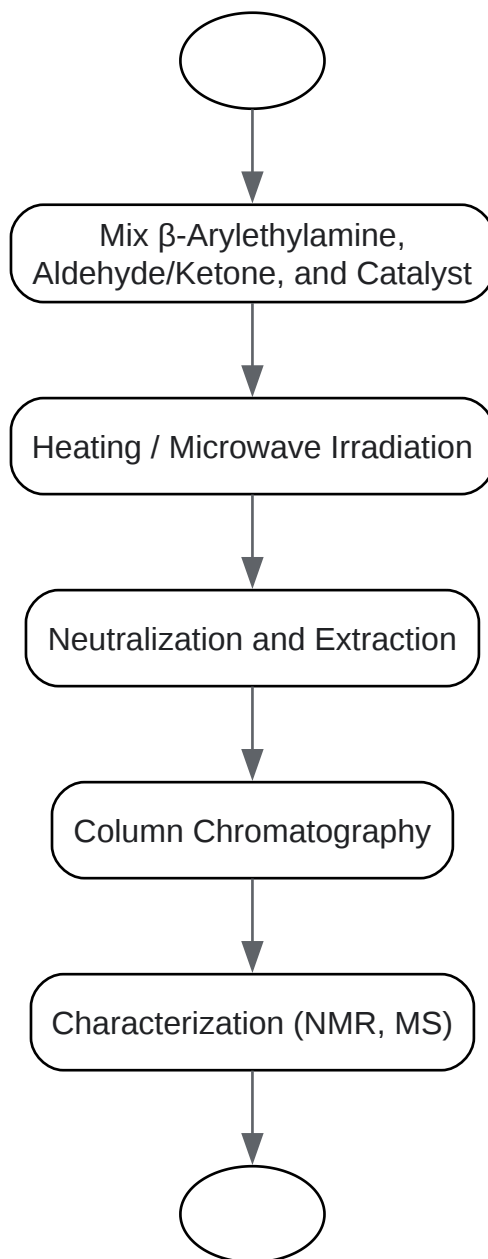 Mix β-Arylethylamine,
Aldehyde/Ketone, and Catalyst
Heating / Microwave Irradiation
Neutralization and Extraction
Column Chromatography
Characterization (NMR, MS)